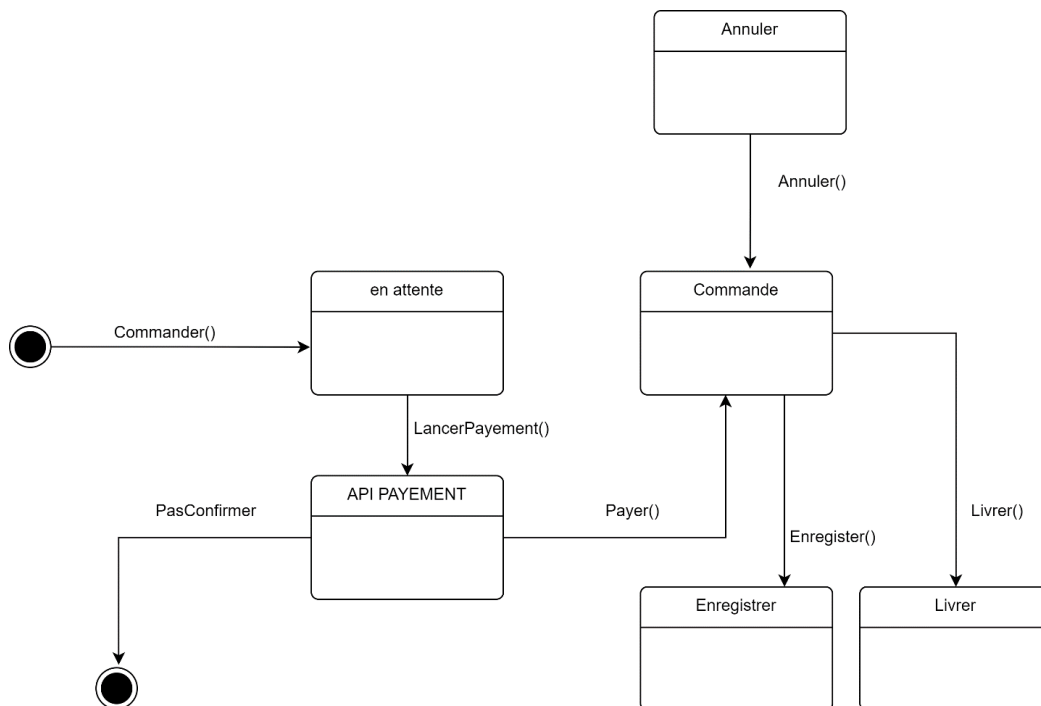 Annuler
Annuler()
en attente
Commande
Commander()
LancerPayement()
API PAYEMENT
PasConfirmer
Payer()
Livrer()
Enregister()
Enregistrer
Livrer